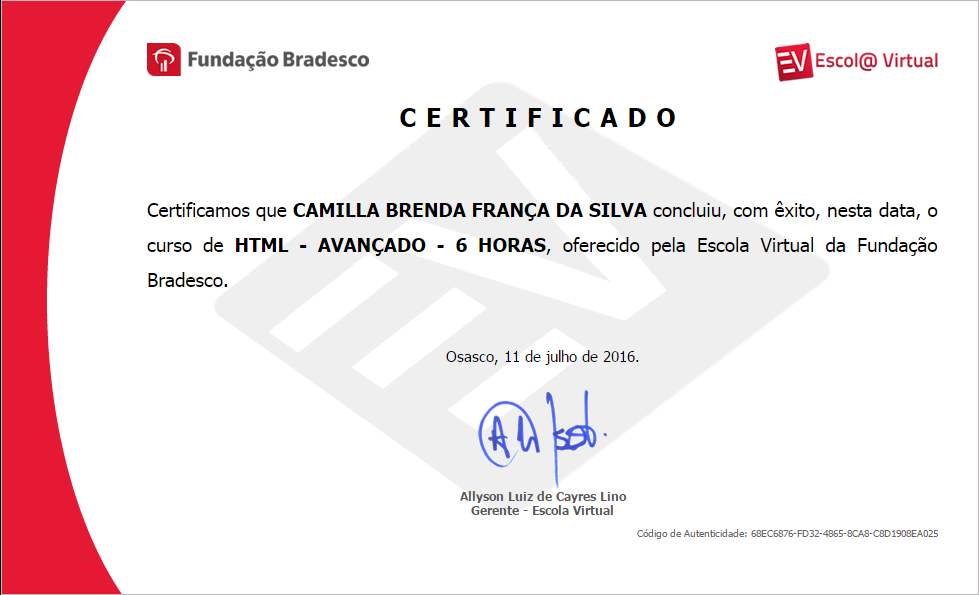 Fundação Bradesco
EV Escol@ Virtual
CERTIFICADO
Certificamos que CAMILLA BRENDA FRANÇA DA SILVA concluiu, com êxito, nesta data, o
curso de HTML - AVANÇADO - 6 HORAS, oferecido pela Escola Virtual da Fundação
Bradesco.
Osasco, 11 de julho de 2016.
Allyson Luiz de Cayres Lino
Gerente - Escola Virtual
Código de Autenticidade: 68EC6876-FD32-4865-8CA8-C8D1908EA025